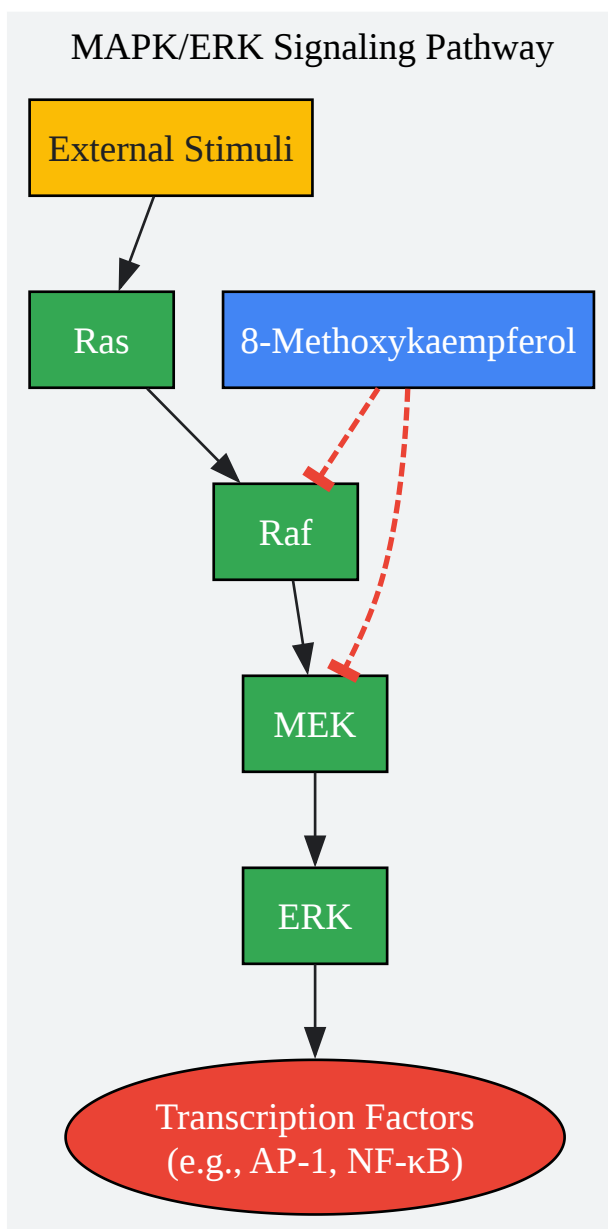 MAPK/ERK Signaling Pathway
External Stimuli
Ras
8-Methoxykaempferol
Raf
MEK
ERK
Transcription Factors
(e.g., AP-1, NF-κB)